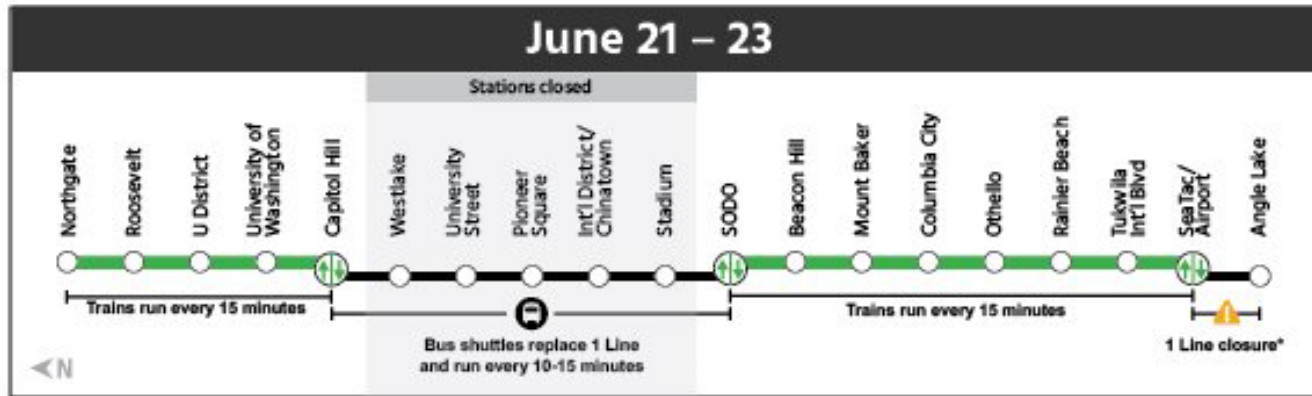 June 21 – 23
Stations closed
Northgate
Roosevelt
U District
University of
Washington
Capitol Hill
Westlake
University
Street
Pioneer
Square
Int'l District/
Chinatown
Stadium
SODO
Beacon Hill
Mount Baker
Columbia City
Othello
Rainier Beach
Tukwila
Int'l Blvd
SeaTac/
Airport
Angle Lake
Trains run every 15 minutes
Bus shuttles replace 1 Line
and run every 10-15 minutes
Trains run every 15 minutes
1 Line closure*
N